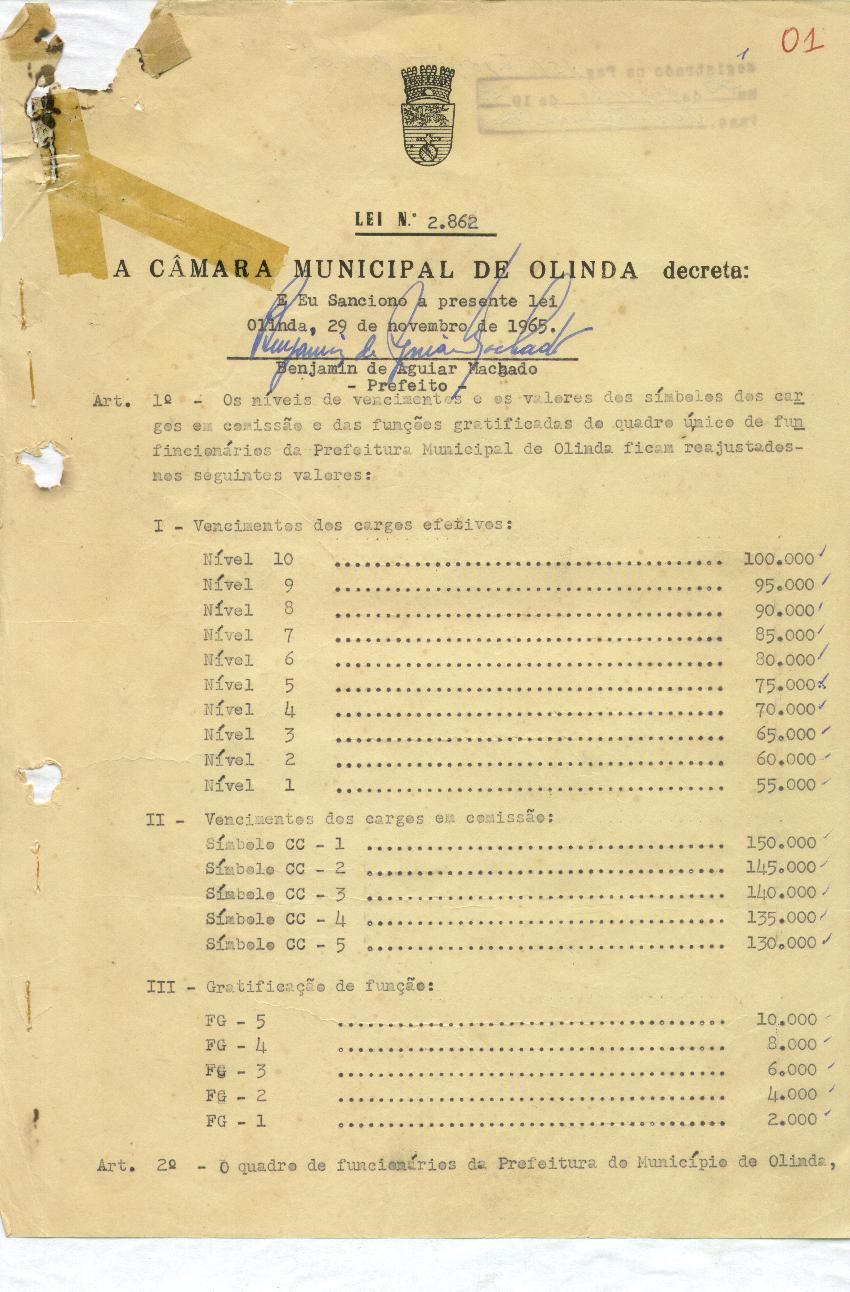 01
1
LEI N.º 2.862
A CÂMARA MUNICIPAL DE OLINDA decreta:
E Eu Sanciono a presente lei
Olinda, 29 de novembro de 1965.
Benjamin de Aguiar Machado
Benjamin de Aguiar Machado
- Prefeito -
Art. 1º - Os níveis de vencimentos e os valores dos símbolos dos car
gos em comissão e das funções gratificadas do quadro único de fun
fincionários da Prefeitura Municipal de Olinda ficam reajustados-
nos seguintes valores:
I - Vencimentos dos cargos efetivos:
Nível 10 ........................................ 100.000
Nível 9 ........................................ 95.000
Nível 8 ........................................ 90.000
Nível 7 ........................................ 85.000
Nível 6 ........................................ 80.000
Nível 5 ........................................ 75.000
Nível 4 ........................................ 70.000
Nível 3 ........................................ 65.000
Nível 2 ........................................ 60.000
Nível 1 ........................................ 55.000
II - Vencimentos dos cargos em comissão:
Símbolo CC - 1 ..................................... 150.000
Símbolo CC - 2 ..................................... 145.000
Símbolo CC - 3 ..................................... 140.000
Símbolo CC - 4 ..................................... 135.000
Símbolo CC - 5 ..................................... 130.000
III - Gratificação de função:
FG - 5 ........................................ 10.000
FG - 4 ........................................ 8.000
FG - 3 ........................................ 6.000
FG - 2 ........................................ 4.000
FG - 1 ........................................ 2.000
Art. 2º - O quadro de funcionários da Prefeitura do Município de Olinda,